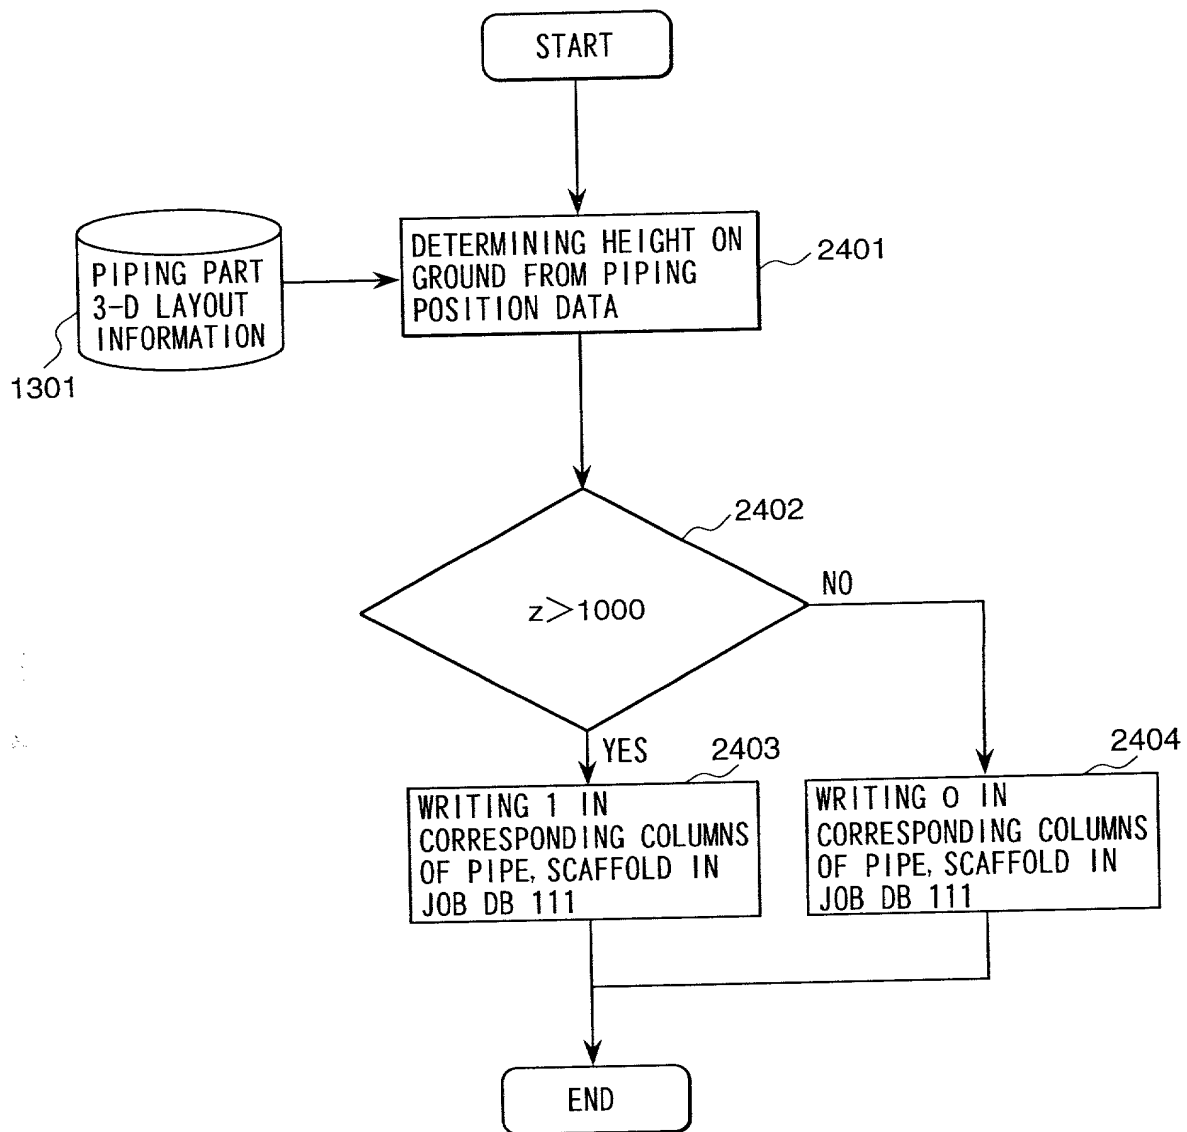 START
PIPING PART
3-D LAYOUT
INFORMATION
1301
DETERMINING HEIGHT ON
GROUND FROM PIPING
POSITION DATA
2401
2402
z>1000
NO
YES
2403
WRITING 1 IN
CORRESPONDING COLUMNS
OF PIPE, SCAFFOLD IN
JOB DB 111
2404
WRITING 0 IN
CORRESPONDING COLUMNS
OF PIPE, SCAFFOLD IN
JOB DB 111
END